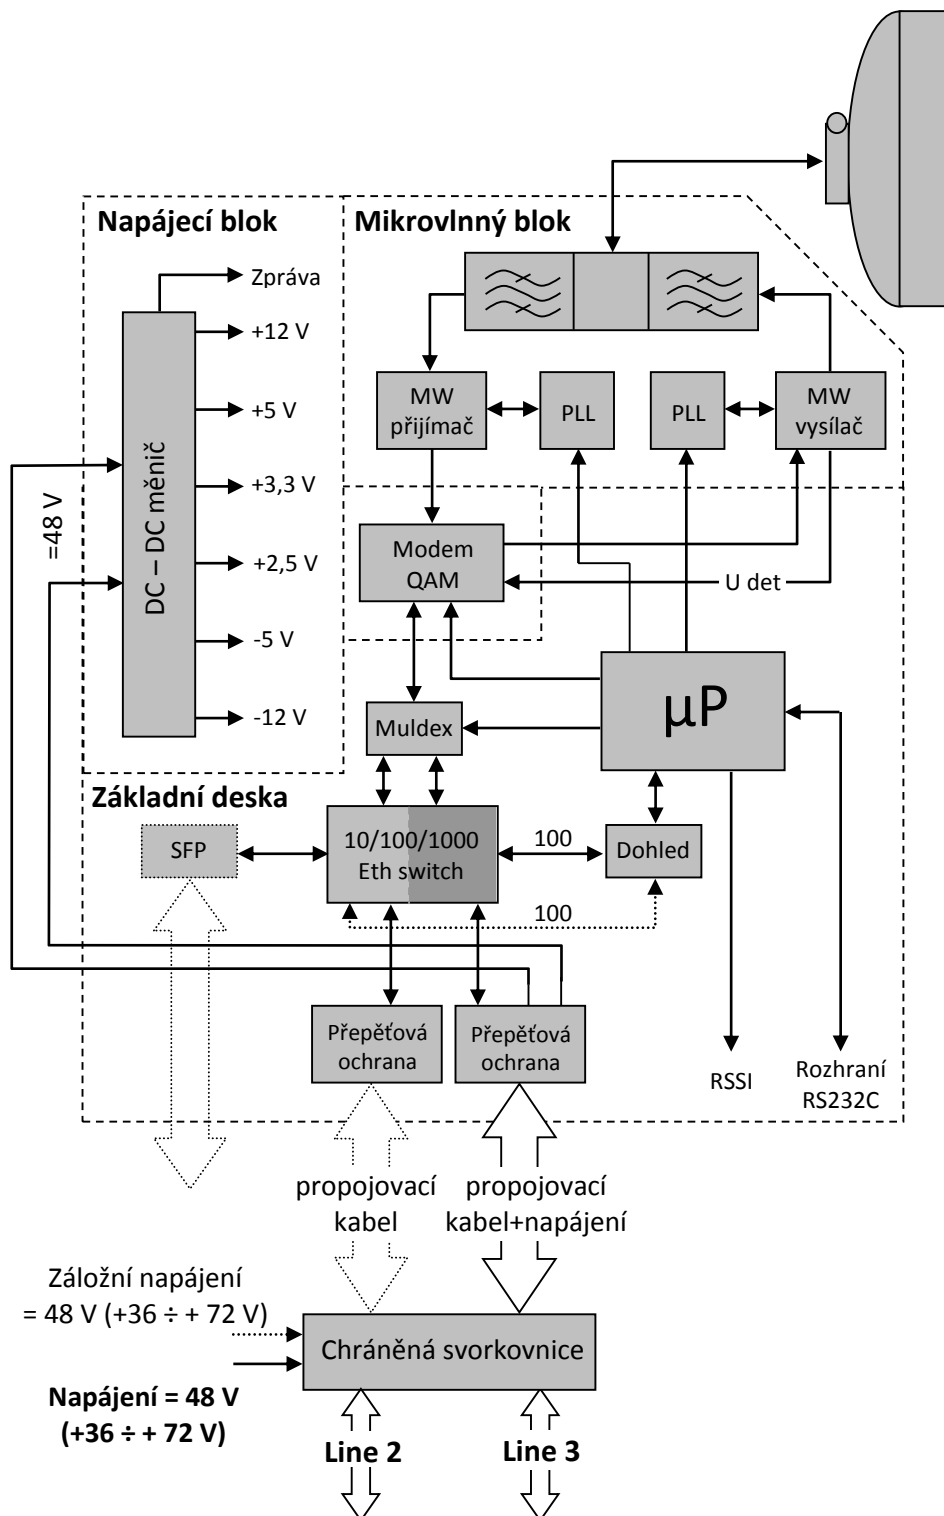 Napájecí blok
Mikrovlnný blok
Zpráva
+12 V
+5 V
+3,3 V
+2,5 V
-5 V
-12 V
DC – DC měnič
=48 V
MW
přijímač
PLL
PLL
MW
vysílač
Modem
QAM
U det
µP
Muldex
Základní deska
SFP
10/100/1000
Eth switch
100
Dohled
100
Přepěťová
ochrana
Přepěťová
ochrana
RSSI
Rozhraní
RS232C
propojovací
kabel
propojovací
kabel+napájení
Záložní napájení
= 48 V (+36 ÷ + 72 V)
Chráněná svorkovnice
Napájení = 48 V
(+36 ÷ + 72 V)
Line 2
Line 3